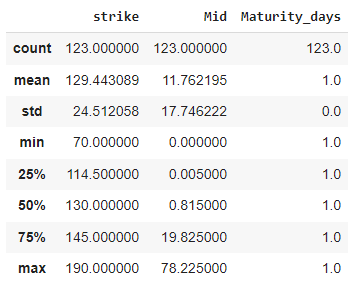 strike Mid Maturity_days
count 123.000000 123.000000 123.0
mean 129.443089 11.762195 1.0
std 24.512058 17.746222 0.0
min 70.000000 0.000000 1.0
25% 114.500000 0.005000 1.0
50% 130.000000 0.815000 1.0
75% 145.000000 19.825000 1.0
max 190.000000 78.225000 1.0